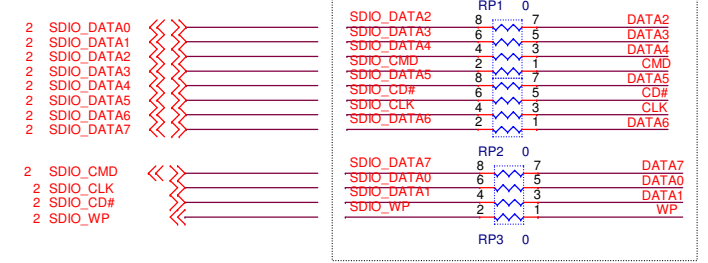 RP1 0
2 SDIO_DATA0
2 SDIO_DATA1
2 SDIO_DATA2
2 SDIO_DATA3
2 SDIO_DATA4
2 SDIO_DATA5
2 SDIO_DATA6
2 SDIO_DATA7
SDIO_DATA2 8 7 DATA2
SDIO_DATA3 6 5 DATA3
SDIO_DATA4 4 3 DATA4
SDIO_CMD 2 1 CMD
SDIO_DATA5 8 7 DATA5
SDIO_CD# 6 5 CD#
SDIO_CLK 4 3 CLK
SDIO_DATA6 2 1 DATA6
RP2 0
2 SDIO_CMD
2 SDIO_CLK
2 SDIO_CD#
2 SDIO_WP
SDIO_DATA7 8 7 DATA7
SDIO_DATA0 6 5 DATA0
SDIO_DATA1 4 3 DATA1
SDIO_WP 2 1 WP
RP3 0